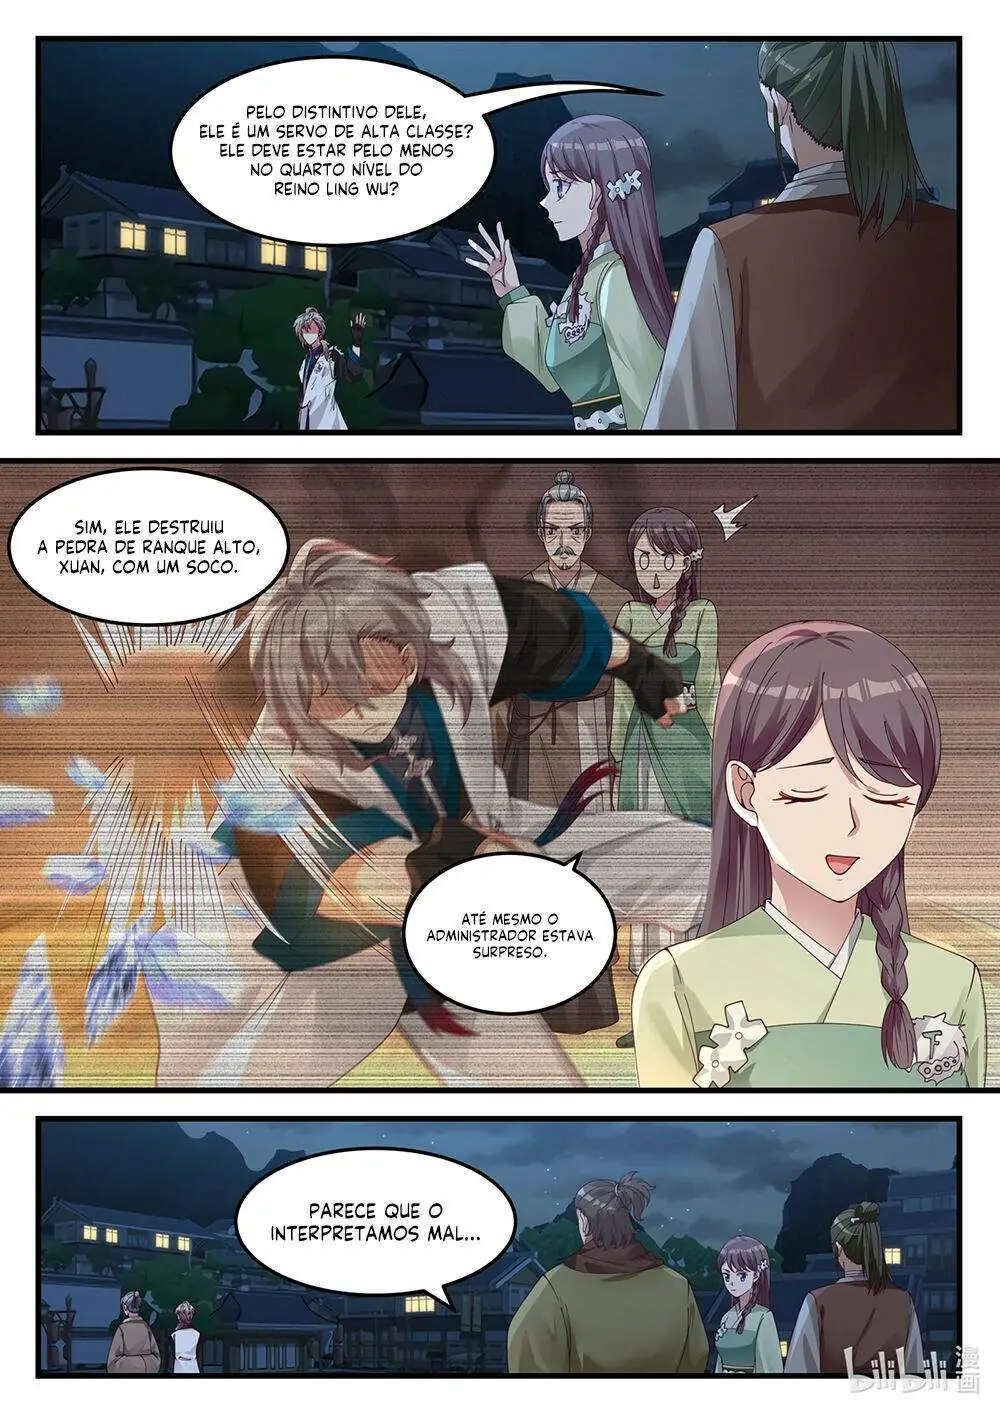 PELO DISTINTIVO DELE,
ELE É UM SERVO DE ALTA CLASSE?
ELE DEVE ESTAR PELO MENOS
NO QUARTO NÍVEL DO
REINO LING WU?
SIM, ELE DESTRUIU
A PEDRA DE RANQUE ALTO,
XUAN, COM UM SOCO.
ATÉ MESMO O
ADMINISTRADOR ESTAVA
SURPRESO.
PARECE QUE O
INTERPRETAMOS MAL...
bilibili 漫画